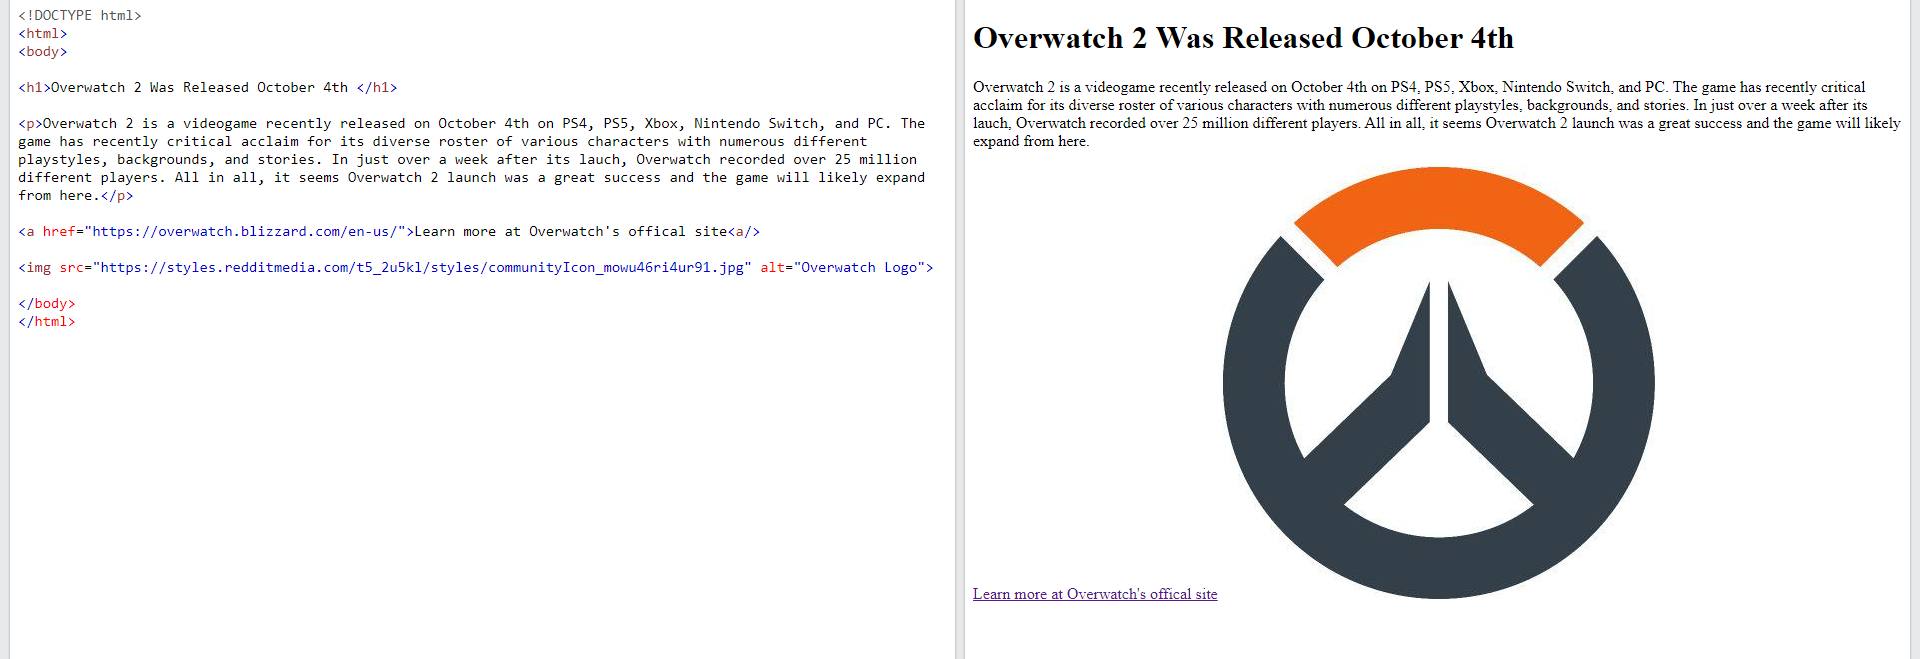 <!DOCTYPE html>
<html>
<body>
<h1>Overwatch 2 Was Released October 4th </h1>
<p>Overwatch 2 is a videogame recently released on October 4th on PS4, PS5, Xbox, Nintendo Switch, and PC. The
game has recently critical acclaim for its diverse roster of various characters with numerous different
playstyles, backgrounds, and stories. In just over a week after its lauch, Overwatch recorded over 25 million
different players. All in all, it seems Overwatch 2 launch was a great success and the game will likely expand
from here.</p>
<a href="https://overwatch.blizzard.com/en-us/">Learn more at Overwatch's offical site<a/>
<img src="https://styles.redditmedia.com/t5_2u5kl/styles/communityIcon_mowu46ri4ur91.jpg" alt="Overwatch Logo">
</body>
</html>
Overwatch 2 Was Released October 4th
Overwatch 2 is a videogame recently released on October 4th on PS4, PS5, Xbox, Nintendo Switch, and PC. The game has recently critical
acclaim for its diverse roster of various characters with numerous different playstyles, backgrounds, and stories. In just over a week after its
lauch, Overwatch recorded over 25 million different players. All in all, it seems Overwatch 2 launch was a great success and the game will likely
expand from here.
Learn more at Overwatch's offical site